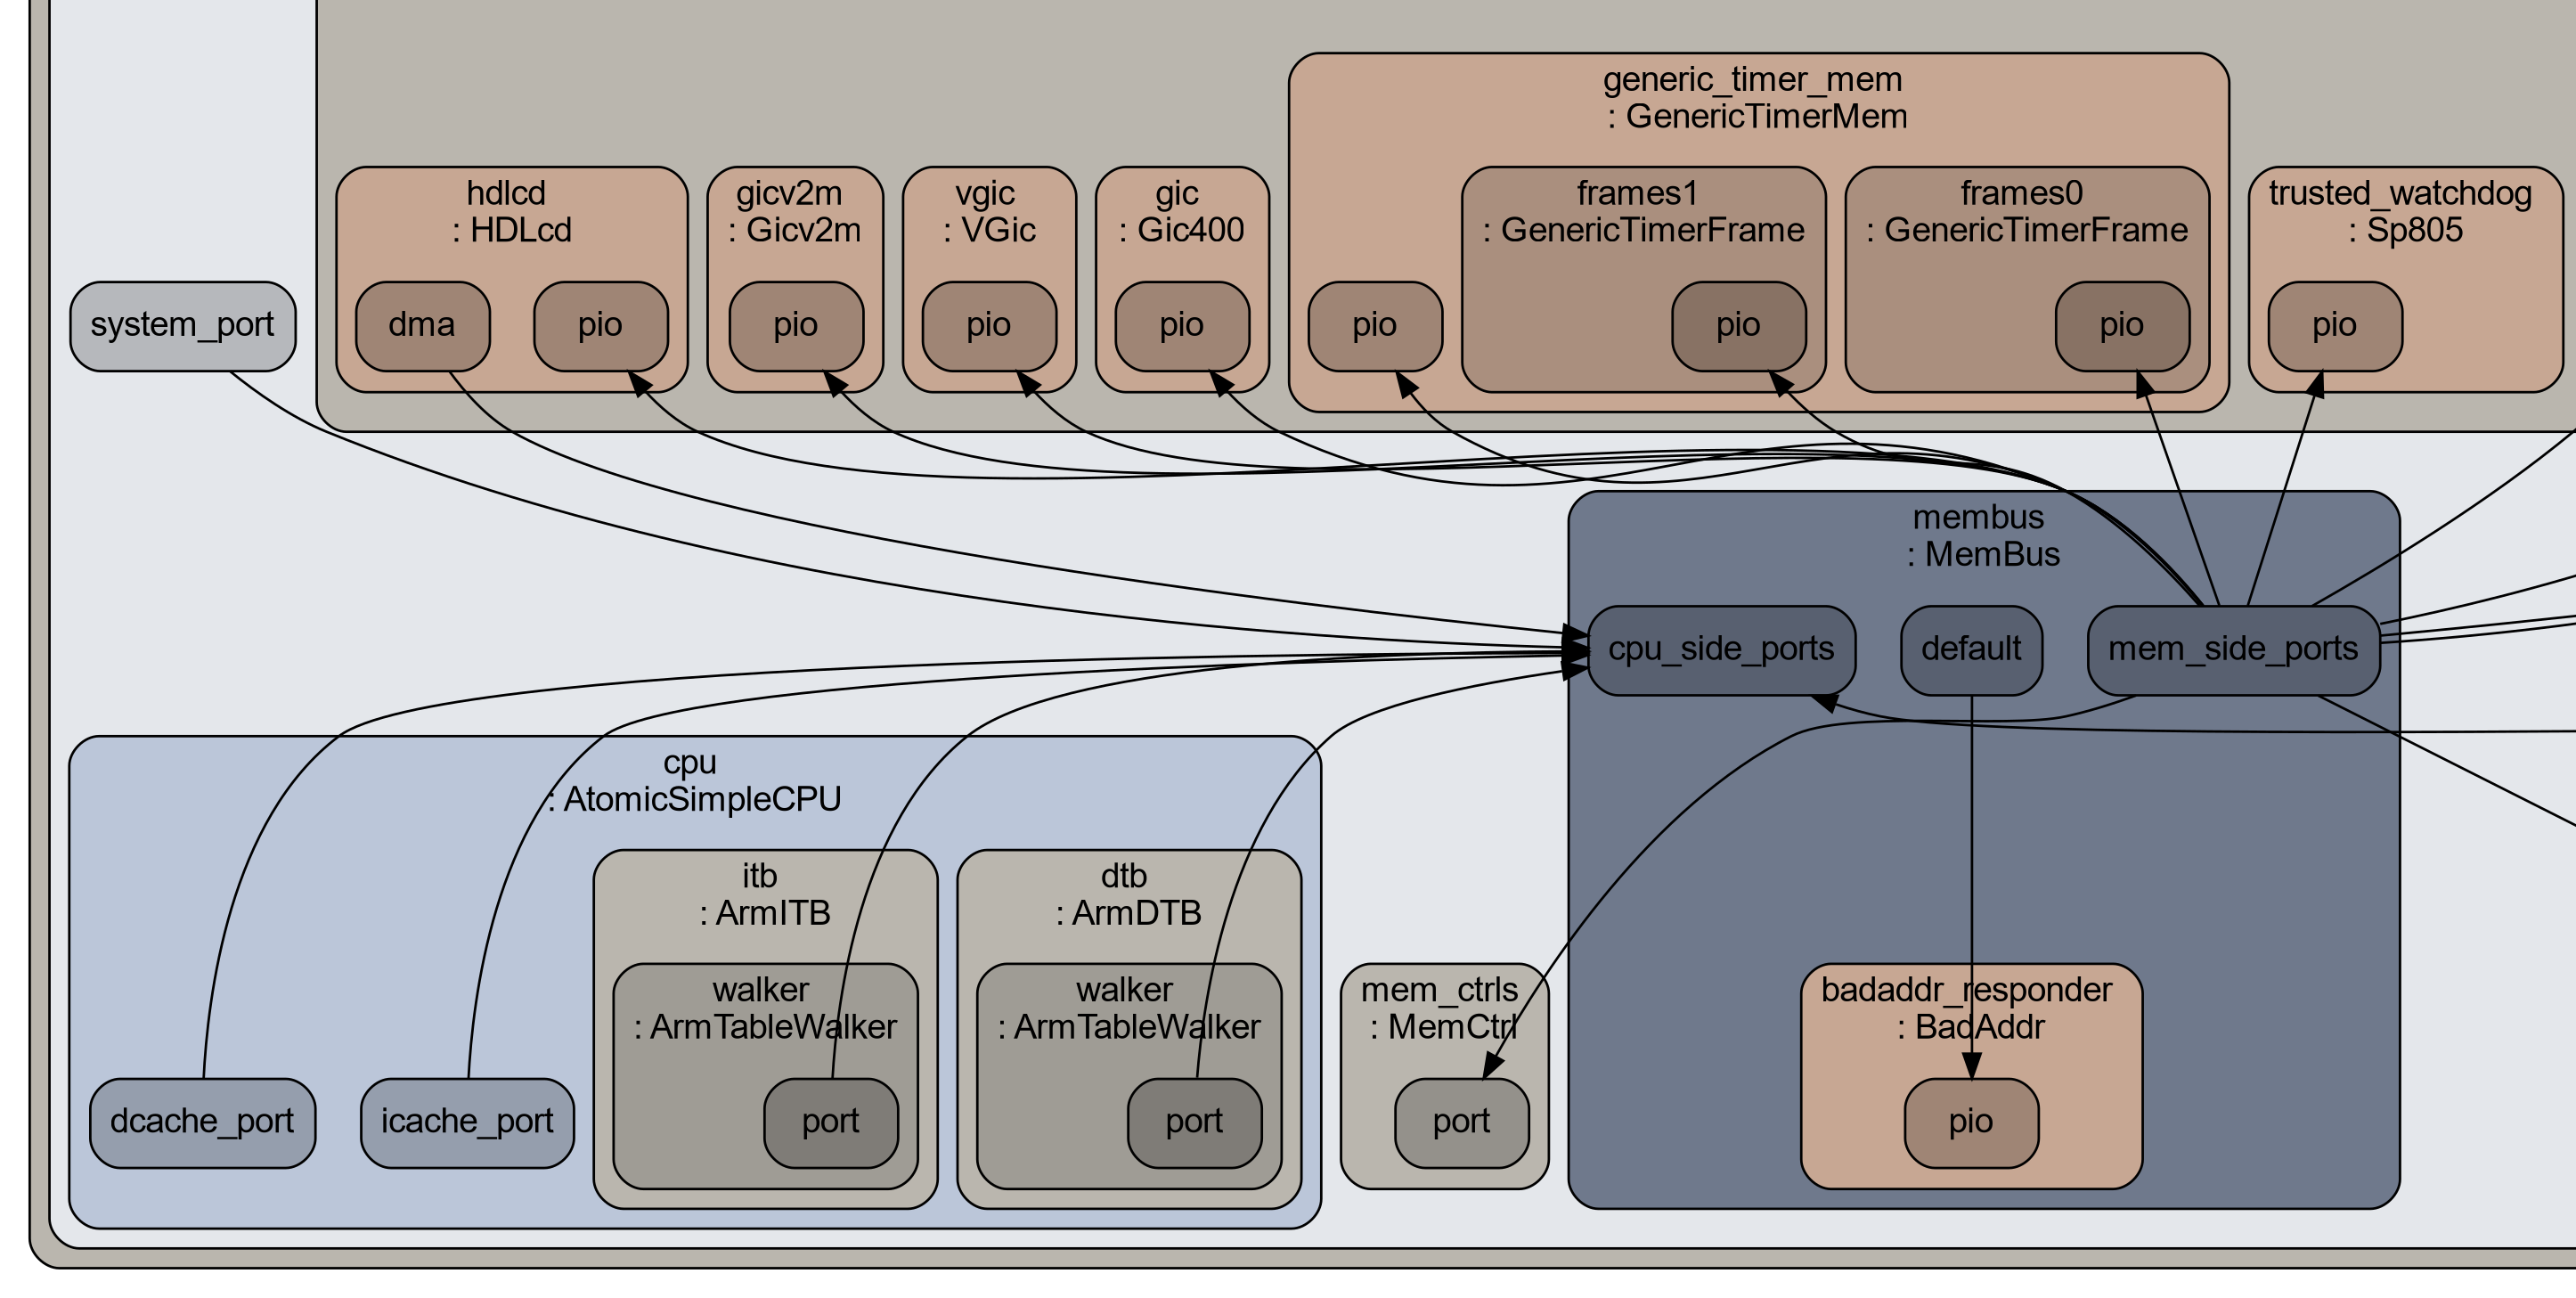 generic_timer_mem
: GenericTimerMem
hdlcd
: HDLcd
gicv2m
: Gicv2m
vgic
: VGic
gic
: Gic400
frames1
: GenericTimerFrame
frames0
: GenericTimerFrame
trusted_watchdog
: Sp805
system_port
dma
pio
pio
pio
pio
pio
pio
pio
pio
membus
: MemBus
cpu_side_ports
default
mem_side_ports
cpu
: AtomicSimpleCPU
itb
: ArmITB
dtb
: ArmDTB
walker
: ArmTableWalker
walker
: ArmTableWalker
mem_ctrls
: MemCtrl
badaddr_responder
: BadAddr
dcache_port
icache_port
port
port
port
pio